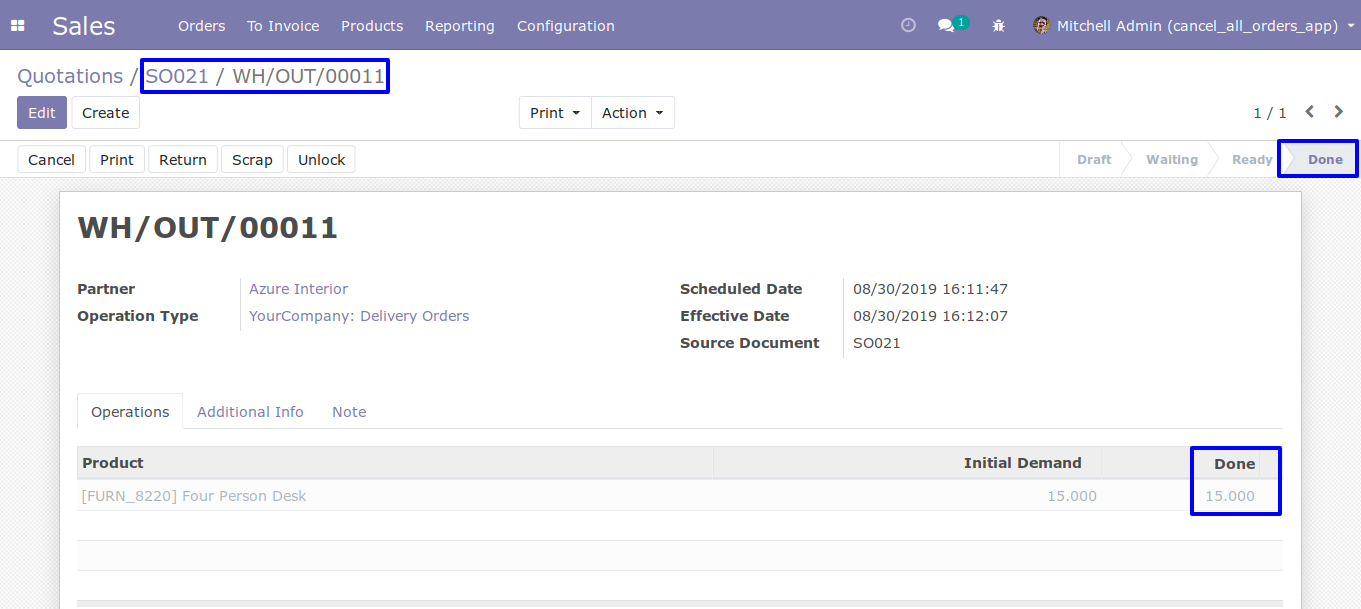 Sales Orders To Invoice Products Reporting Configuration 1 Mitchell Admin (cancel_all_orders_app)
Quotations / SO021 / WH/OUT/00011
Edit Create Print Action 1 / 1
Cancel Print Return Scrap Unlock Draft Waiting Ready Done
WH/OUT/00011
Partner Azure Interior Scheduled Date 08/30/2019 16:11:47
Operation Type YourCompany: Delivery Orders Effective Date 08/30/2019 16:12:07
Source Document SO021
Operations Additional Info Note
Product Initial Demand Done
[FURN_8220] Four Person Desk 15.000 15.000